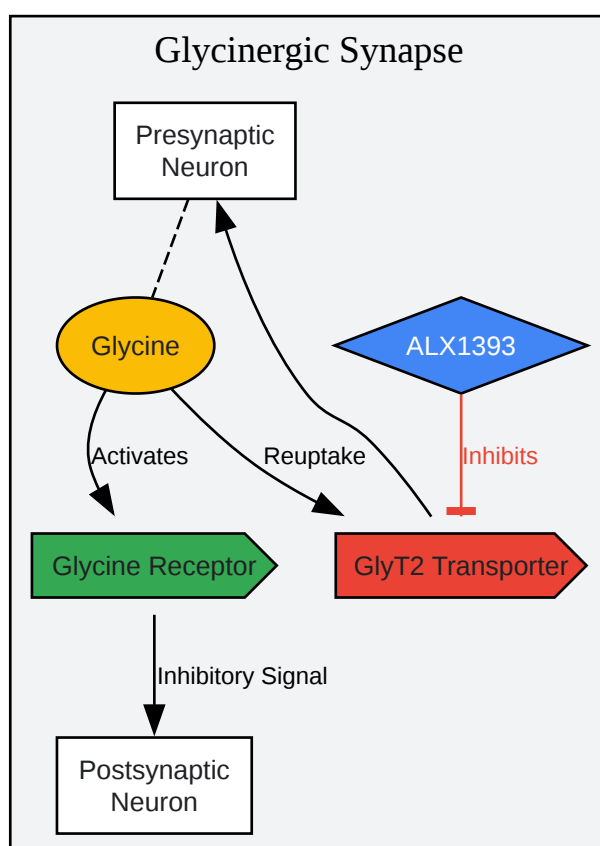 Glycinergic Synapse
Presynaptic
Neuron
Glycine
ALX1393
Activates
Reuptake
Inhibits
Glycine Receptor
GlyT2 Transporter
Inhibitory Signal
Postsynaptic
Neuron